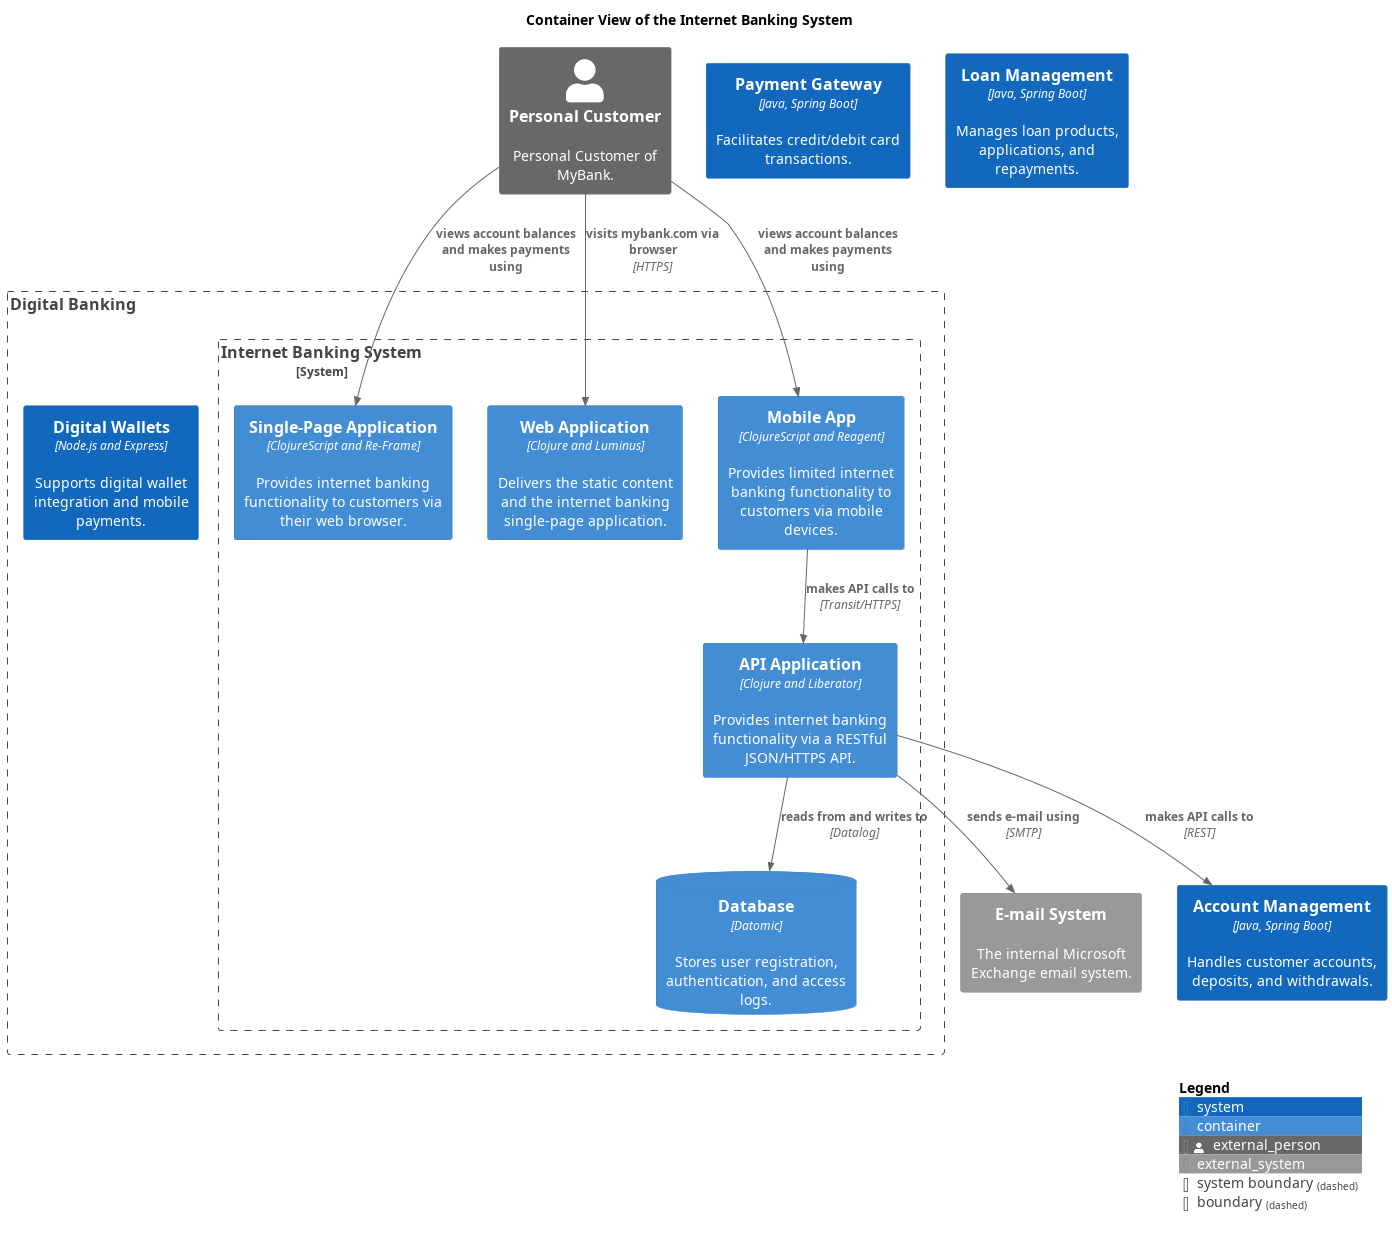 Container View of the Internet Banking System
Personal Customer
Personal Customer of
MyBank.
Payment Gateway
[Java, Spring Boot]
Facilitates credit/debit card
transactions.
Loan Management
[Java, Spring Boot]
Manages loan products,
applications, and
repayments.
views account balances
and makes payments
using
visits mybank.com via
browser
[HTTPS]
views account balances
and makes payments
using
Digital Banking
Internet Banking System
[System]
Digital Wallets
[Node.js and Express]
Supports digital wallet
integration and mobile
payments.
Single-Page Application
[ClojureScript and Re-Frame]
Provides internet banking
functionality to customers via
their web browser.
Web Application
[Clojure and Luminus]
Delivers the static content
and the internet banking
single-page application.
Mobile App
[ClojureScript and Reagent]
Provides limited internet
banking functionality to
customers via mobile
devices.
makes API calls to
[Transit/HTTPS]
API Application
[Clojure and Liberator]
Provides internet banking
functionality via a RESTful
JSON/HTTPS API.
reads from and writes to
[Datalog]
sends e-mail using
[SMTP]
makes API calls to
[REST]
Database
[Datomic]
Stores user registration,
authentication, and access
logs.
E-mail System
The internal Microsoft
Exchange email system.
Account Management
[Java, Spring Boot]
Handles customer accounts,
deposits, and withdrawals.
Legend
system
container
external_person
external_system
system boundary (dashed)
boundary (dashed)